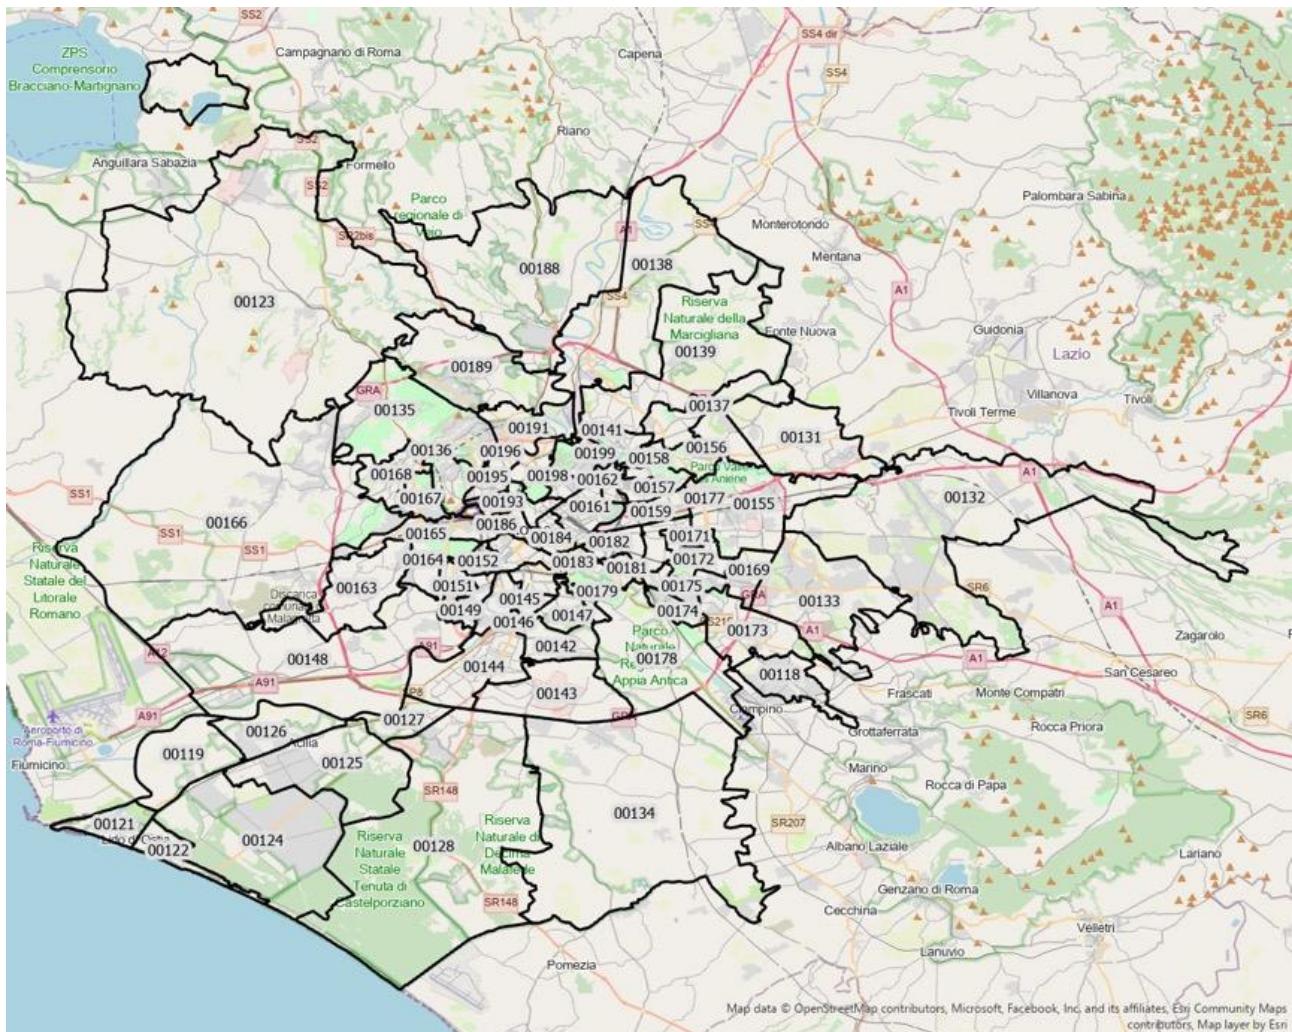 SS2
ZPS
Comprensorio
Bracciano-Martignano
Campagnano di Roma
Capena
SS4 dir
SS4
SS2
Riano
Anguillara Sabazia
Formello
SS2
Parco
regionale di
Palombara Sabina
Monterotondo
A1
Mentana
00188
00138
A1
SS4
00123
Riserva
Naturale della
Marcigliana
Fonte Nuova
Guidonia
Lazio
00139
00189
GRA
Villanova
Tivoli
Tivoli Terme
00135
00137
00191
00141
00131
00136
00196
00199
00158
00156
00168
00195
00198
00162
00157
00167
00193
00161
00177
00155
00159
A1
00132
SS1
00166
SS1
SS1
00165
00186
00184
00182
00171
Riserva
Naturale
Statale del
Litorale
Romano
00164
00152
00183
00181
00172
00169
00163
00151
00145
00179
00175
GRA
00133
SR6
A1
Discarica
00149
00146
00147
00174
00173
A1
Zagarolo
00148
00142
00178
Appia Antica
00118
A1
San Cesareo
A91
A91
00144
00143
Frascati
Monte Compatri
SR6
A91
Aeroporto di
Roma-Fiumicino
00127
GRA
Ciampino
Grottaferrata
Rocca Priora
00126
Acilia
Fiumicino
00119
00125
Marino
Rocca di Papa
SR148
00121
00122
00124
Riserva
Naturale
Statale
Tenuta di
Castelporziano
00128
Riserva
Naturale di
Decima
00134
SR207
Albano Laziale
Lariano
Genzano di Roma
SR148
Cecchina
Velletri
Lanuvio
Pomezia
Map data © OpenStreetMap contributors, Microsoft, Facebook, Inc. and its affiliates, Esri Community Maps
contributors, Map layer by Esri